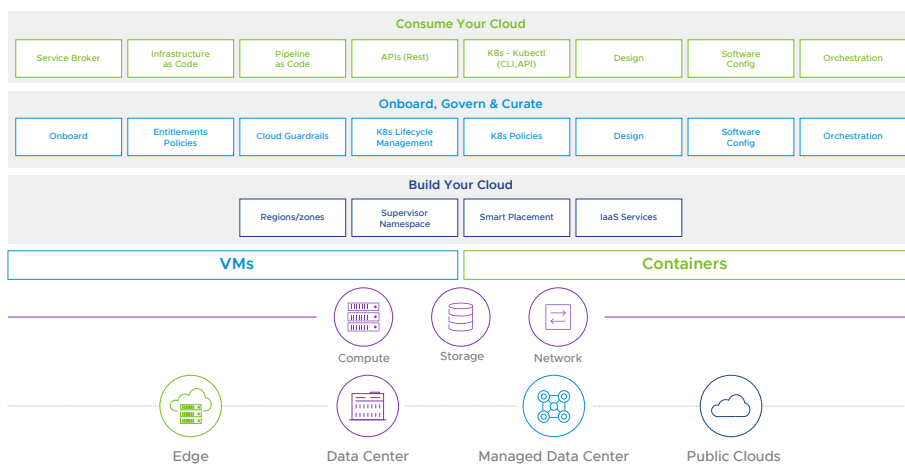 Consume Your Cloud
Service Broker
Infrastructure
as Code
Pipeline
as Code
APIs (Rest)
K8s - Kubectl
(CLI,API)
Design
Software
Config
Orchestration
Onboard, Govern & Curate
Onboard
Entitlements
Policies
Cloud Guardrails
K8s Lifecycle
Management
K8s Policies
Design
Software
Config
Orchestration
Build Your Cloud
Regions/zones
Supervisor
Namespace
Smart Placement
IaaS Services
VMs
Containers
Compute
Storage
Network
Edge
Data Center
Managed Data Center
Public Clouds